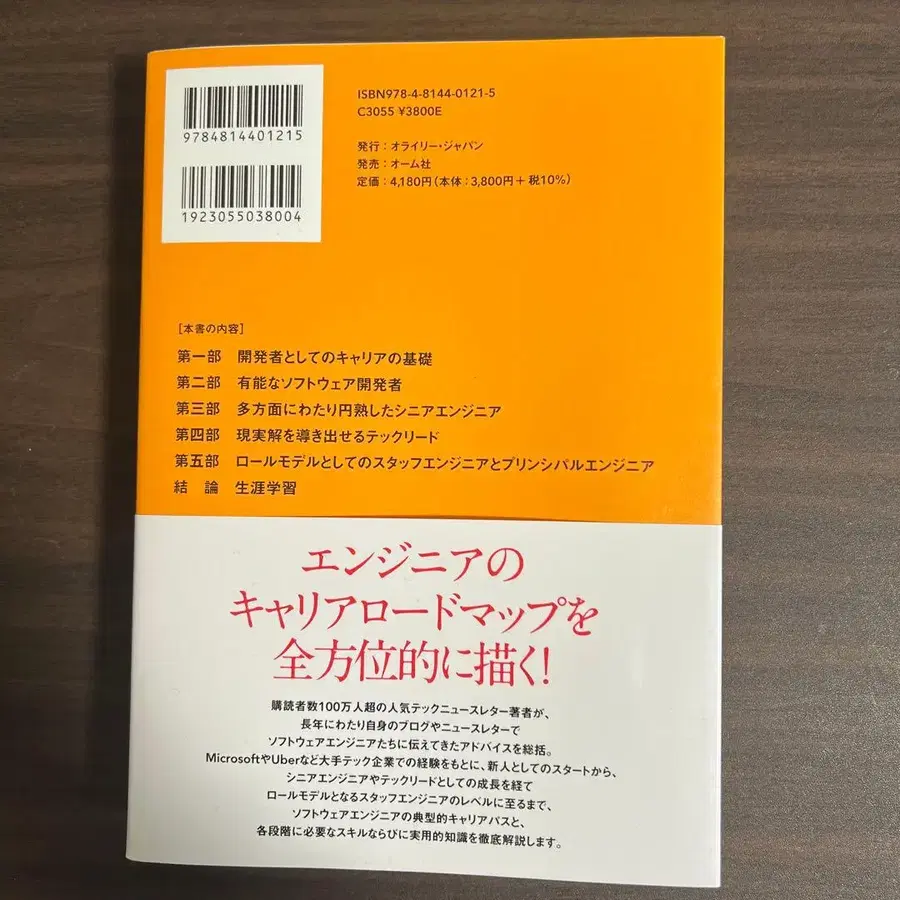 9784814401215
1923055038004
ISBN978-4-8144-0121-5
C3055 ¥3800E
発行：オライリー・ジャパン
発売：オーム社
定価：4,180円（本体：3,800円＋税10%）
［本書の内容］
第一部 開発者としてのキャリアの基礎
第二部 有能なソフトウェア開発者
第三部 多方面にわたり円熟したシニアエンジニア
第四部 現実解を導き出せるテックリード
第五部 ロールモデルとしてのスタッフエンジニアとプリンシパルエンジニア
結 論 生涯学習
エンジニアの
キャリアロードマップを
全方位的に描く!
購読者数100万人超の人気テックニュースレター著者が、
長年にわたり自身のブログやニュースレターで
ソフトウェアエンジニアたちに伝えてきたアドバイスを総括。
MicrosoftやUberなど大手テック企業での経験をもとに、新人としてのスタートから、
シニアエンジニアやテックリードとしての成長を経て
ロールモデルとなるスタッフエンジニアのレベルに至るまで、
ソフトウェアエンジニアの典型的キャリアパスと、
各段階に必要なスキルならびに実用的知識を徹底解説します。